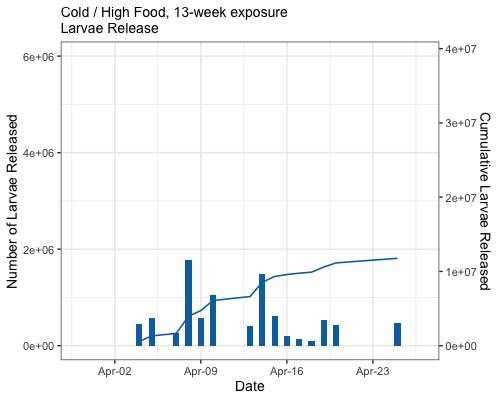 Cold / High Food, 13-week exposure
Larvae Release
Number of Larvae Released
6e+06
4e+06
2e+06
0e+00
4e+07
3e+07
2e+07
1e+07
0e+00
Cumulative Larvae Released
Apr-02 Apr-09 Apr-16 Apr-23
Date